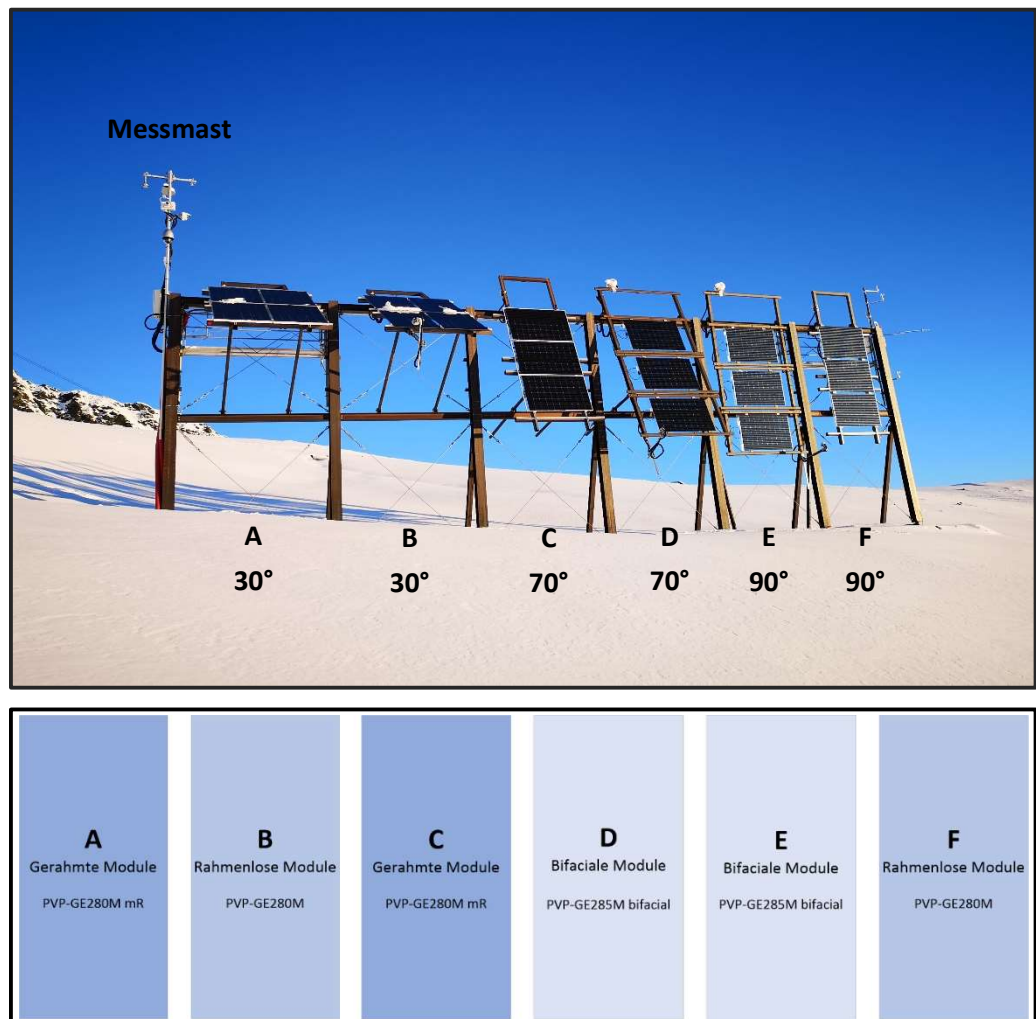 Messmast
A B C D E F
30° 30° 70° 70° 90° 90°
A
Gerahmte Module
PVP-GE280M mR
B
Rahmenlose Module
PVP-GE280M
C
Gerahmte Module
PVP-GE280M mR
D
Bifaciale Module
PVP-GE285M bifacial
E
Bifaciale Module
PVP-GE285M bifacial
F
Rahmenlose Module
PVP-GE280M